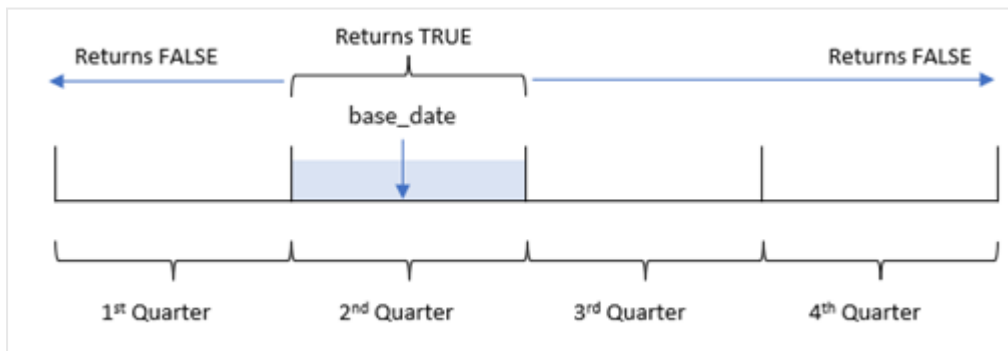 Returns TRUE
Returns FALSE
Returns FALSE
base_date
1st Quarter
2nd Quarter
3rd Quarter
4th Quarter